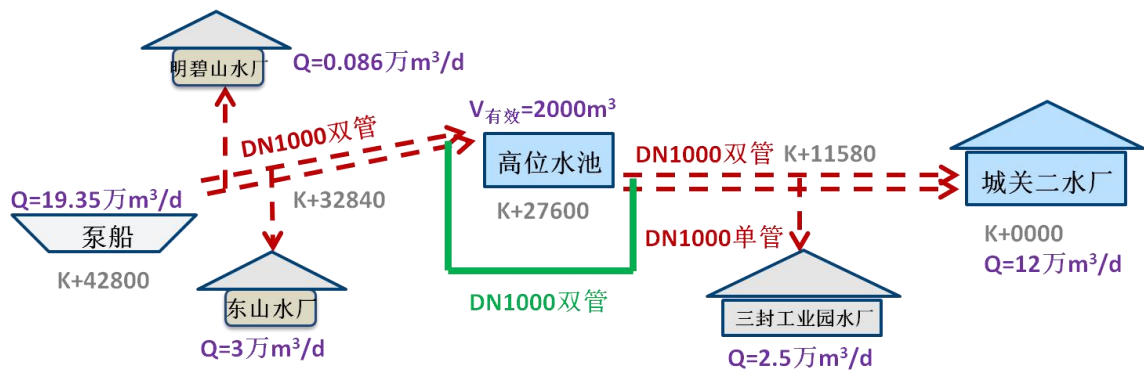 明碧山水厂
Q=0.086万m³/d
V有效=2000m³
DN1000双管
高位水池
DN1000双管
K+11580
城关二水厂
Q=19.35万m³/d
泵船
K+42800
K+32840
K+27600
DN1000单管
K+0000
Q=12万m³/d
东山水厂
Q=3万m³/d
DN1000双管
三封工业园水厂
Q=2.5万m³/d